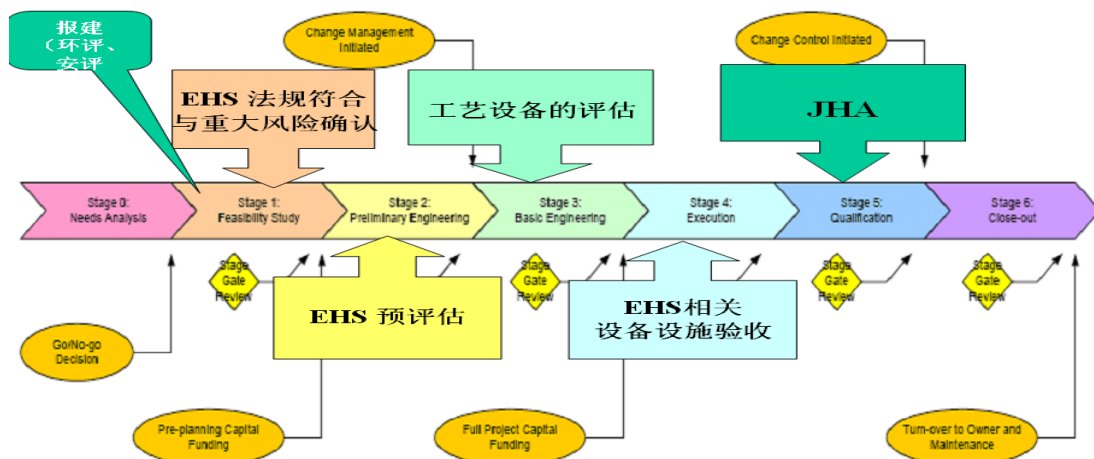 报建
（环评、
安评
Change Management
Initiated
Change Control Initiated
EHS 法规符合
与重大风险确认
工艺设备的评估
JHA
Stage 0:
Needs Analysis
Stage 1:
Feasibility Study
Stage 2:
Preliminary Engineering
Stage 3:
Basic Engineering
Stage 4:
Execution
Stage 5:
Qualification
Stage 6:
Close-out
Stage
Gate
Review
Stage
Gate
Review
Stage
Gate
Review
Stage
Gate
Review
EHS 预评估
EHS相关
设备设施验收
Go/No-go
Decision
Pre-planning Capital
Funding
Full Project Capital
Funding
Turn-over to Owner and
Maintenance